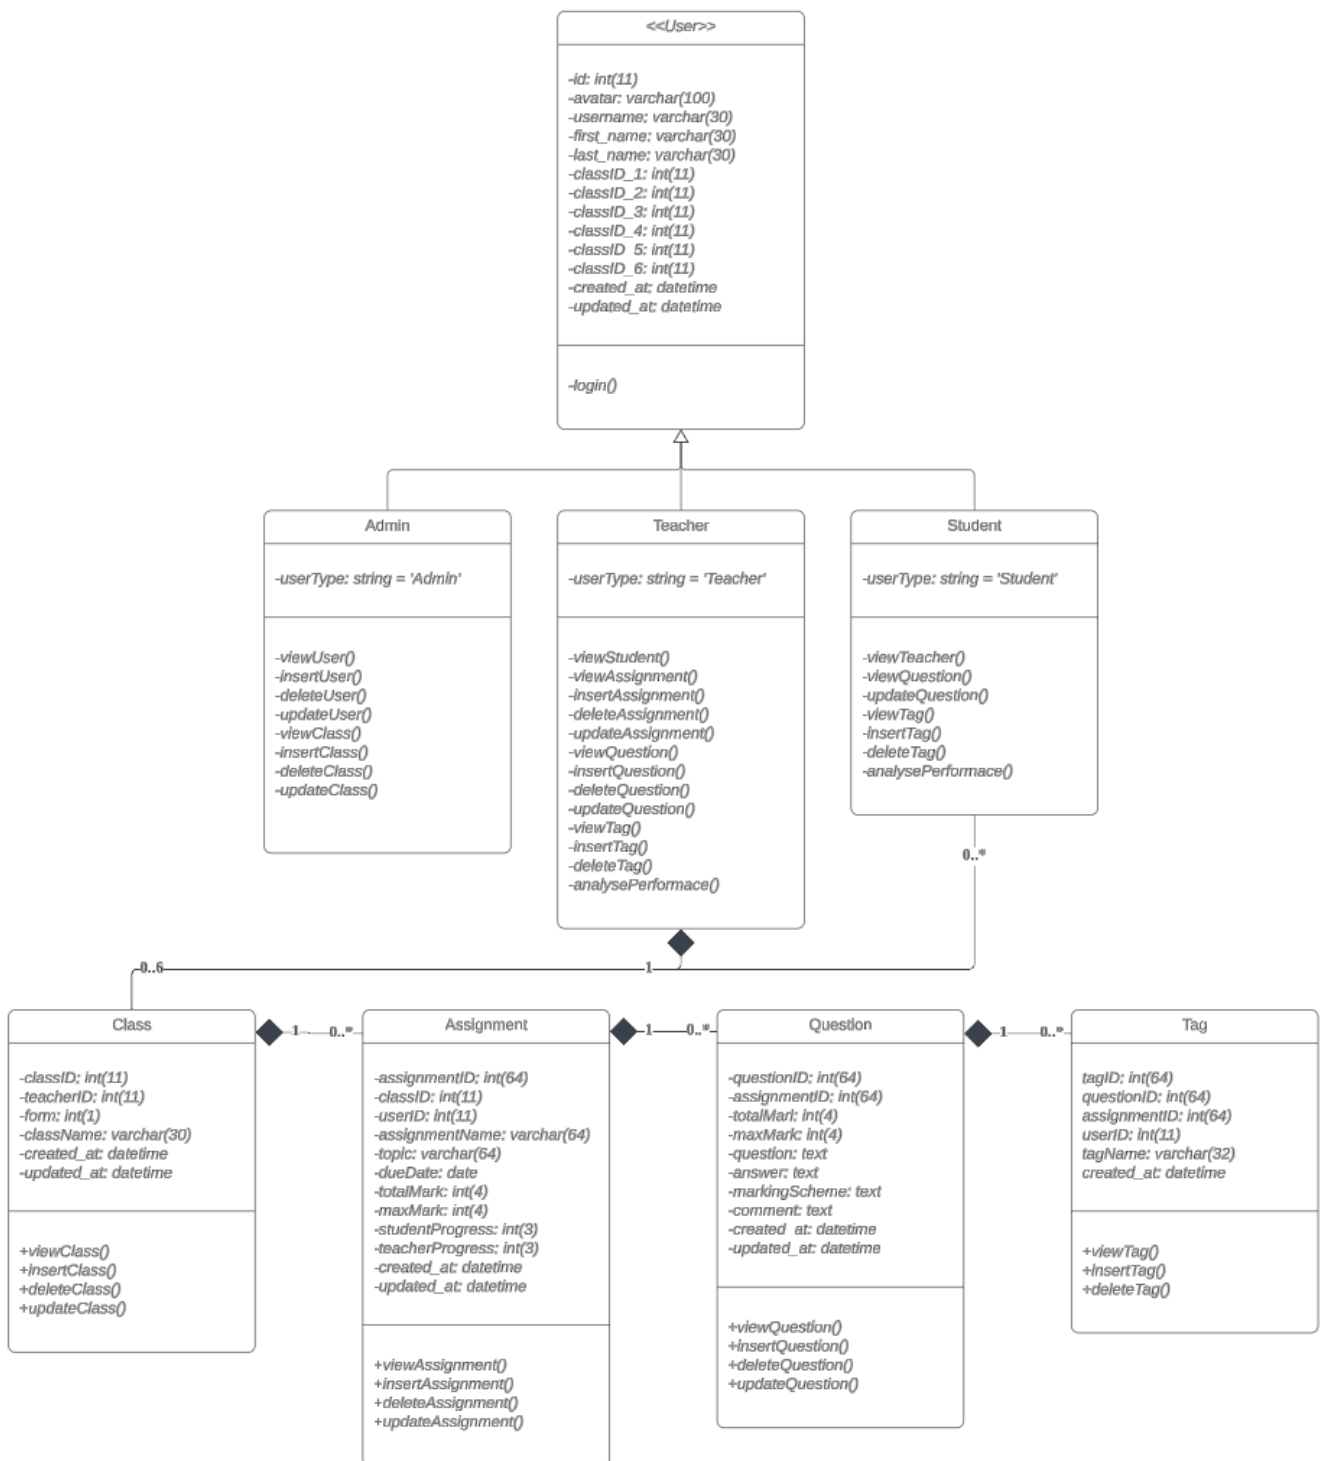 <<User>>
-id: int(11)
-avatar: varchar(100)
-username: varchar(30)
-first_name: varchar(30)
-last_name: varchar(30)
-classID_1: int(11)
-classID_2: int(11)
-classID_3: int(11)
-classID_4: int(11)
-classID_5: int(11)
-classID_6: int(11)
-created_at: datetime
-updated_at: datetime
-login()
Admin
-userType: string = 'Admin'
-viewUser()
-insertUser()
-deleteUser()
-updateUser()
-viewClass()
-insertClass()
-deleteClass()
-updateClass()
Teacher
-userType: string = 'Teacher'
-viewStudent()
-viewAssignment()
-insertAssignment()
-deleteAssignment()
-updateAssignment()
-viewQuestion()
-insertQuestion()
-deleteQuestion()
-updateQuestion()
-viewTag()
-insertTag()
-deleteTag()
-analysePerformace()
Student
-userType: string = 'Student'
-viewTeacher()
-viewQuestion()
-updateQuestion()
-viewTag()
-insertTag()
-deleteTag()
-analysePerformace()
0..*
0..6
1
Class
-classID: int(11)
-teacherID: int(11)
-form: int(1)
-className: varchar(30)
-created_at: datetime
-updated_at: datetime
+viewClass()
+insertClass()
+deleteClass()
+updateClass()
1
0..*
Assignment
-assignmentID: int(64)
-classID: int(11)
-userID: int(11)
-assignmentName: varchar(64)
-topic: varchar(64)
-dueDate: date
-totalMark: int(4)
-maxMark: int(4)
-studentProgress: int(3)
-teacherProgress: int(3)
-created_at: datetime
-updated_at: datetime
+viewAssignment()
+insertAssignment()
+deleteAssignment()
+updateAssignment()
1
0..*
Question
-questionID: int(64)
-assignmentID: int(64)
-totalMarl: int(4)
-maxMark: int(4)
-question: text
-answer: text
-markingScheme: text
-comment: text
-created_at: datetime
-updated_at: datetime
+viewQuestion()
+insertQuestion()
+deleteQuestion()
+updateQuestion()
1
0..*
Tag
tagID: int(64)
questionID: int(64)
assignmentID: int(64)
userID: int(11)
tagName: varchar(32)
created_at: datetime
+viewTag()
+insertTag()
+deleteTag()